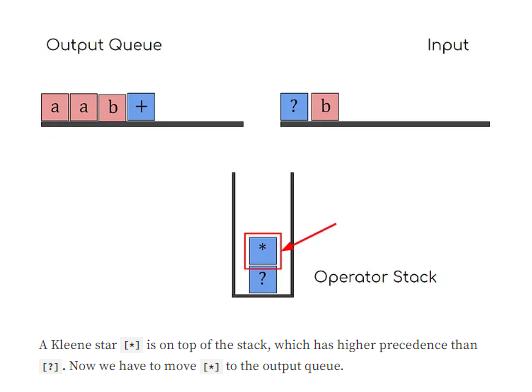 Output Queue Input
a a b + ? b
*
?
Operator Stack
A Kleene star [*] is on top of the stack, which has higher precedence than
[?]. Now we have to move [*] to the output queue.